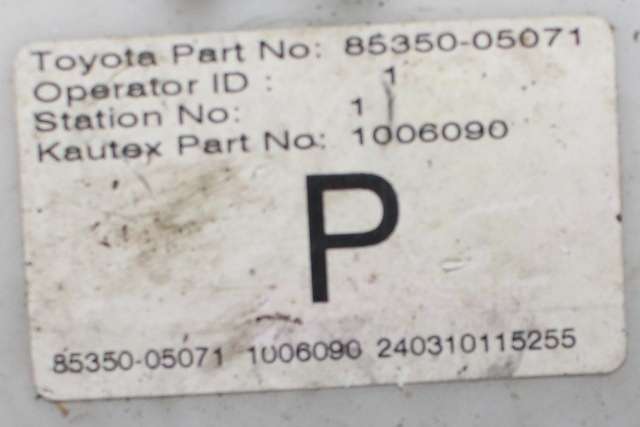 Toyota Part No: 85350-05071
Operator ID : 1
Station No: 1
Kautex Part No: 1006090
P
85350-05071 1006090 240310115255